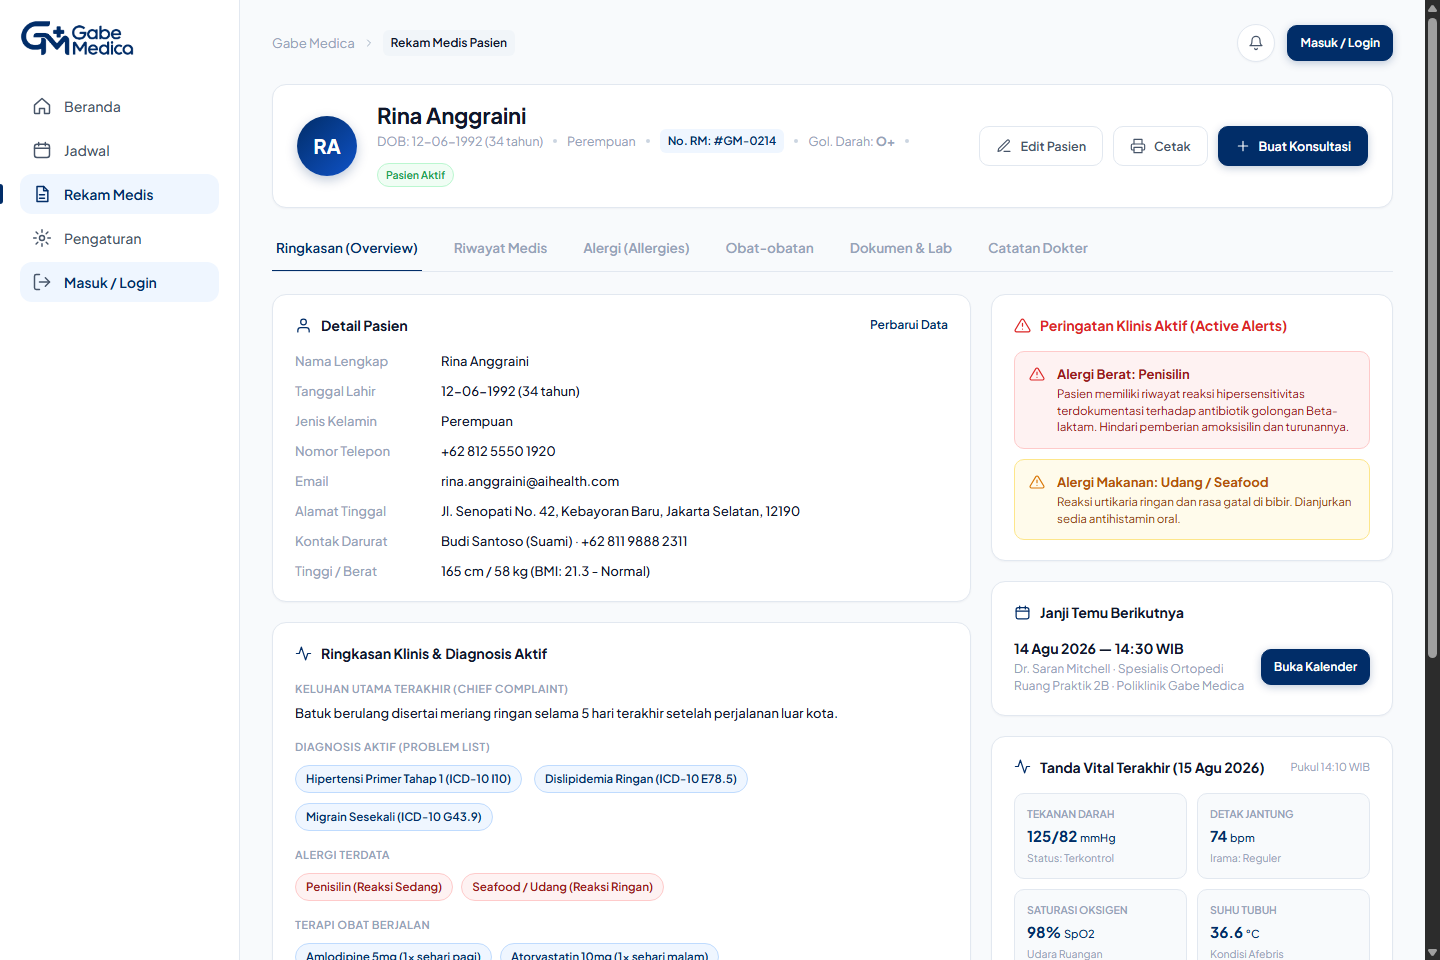 Gabe
Medica
Beranda
Jadwal
Rekam Medis
Pengaturan
Masuk / Login
Gabe Medica
Rekam Medis Pasien
Masuk / Login
RA
Rina Anggraini
DOB: 12-06-1992 (34 tahun) • Perempuan • No. RM: #GM-0214 • Gol. Darah: O+ •
Pasien Aktif
Edit Pasien
Cetak
Buat Konsultasi
Ringkasan (Overview)
Riwayat Medis
Alergi (Allergies)
Obat-obatan
Dokumen & Lab
Catatan Dokter
Detail Pasien
Perbarui Data
Nama Lengkap Rina Anggraini
Tanggal Lahir 12-06-1992 (34 tahun)
Jenis Kelamin Perempuan
Nomor Telepon +62 812 5550 1920
Email rina.anggraini@aihealth.com
Alamat Tinggal Jl. Senopati No. 42, Kebayoran Baru, Jakarta Selatan, 12190
Kontak Darurat Budi Santoso (Suami) · +62 811 9888 2311
Tinggi / Berat 165 cm / 58 kg (BMI: 21.3 - Normal)
Ringkasan Klinis & Diagnosis Aktif
KELUHAN UTAMA TERAKHIR (CHIEF COMPLAINT)
Batuk berulang disertai meriang ringan selama 5 hari terakhir setelah perjalanan luar kota.
DIAGNOSIS AKTIF (PROBLEM LIST)
Hipertensi Primer Tahap 1 (ICD-10 I10)
Dislipidemia Ringan (ICD-10 E78.5)
Migrain Sesekali (ICD-10 G43.9)
ALERGI TERDATA
Penisilin (Reaksi Sedang)
Seafood / Udang (Reaksi Ringan)
TERAPI OBAT BERJALAN
Amlodipine 5mg (1x sehari pagi)
Atorvastatin 10mg (1x sehari malam)
Peringatan Klinis Aktif (Active Alerts)
Alergi Berat: Penisilin
Pasien memiliki riwayat reaksi hipersensitivitas
terdokumentasi terhadap antibiotik golongan Beta-
laktam. Hindari pemberian amoksisilin dan turunannya.
Alergi Makanan: Udang / Seafood
Reaksi urtikaria ringan dan rasa gatal di bibir. Dianjurkan
sedia antihistamin oral.
Janji Temu Berikutnya
14 Agu 2026 — 14:30 WIB
Dr. Saran Mitchell · Spesialis Ortopedi
Ruang Praktik 2B · Poliklinik Gabe Medica
Buka Kalender
Tanda Vital Terakhir (15 Agu 2026)
Pukul 14:10 WIB
TEKANAN DARAH
125/82 mmHg
Status: Terkontrol
DETAK JANTUNG
74 bpm
Irama: Reguler
SATURASI OKSIGEN
98% SpO2
Udara Ruangan
SUHU TUBUH
36.6 °C
Kondisi Afebris